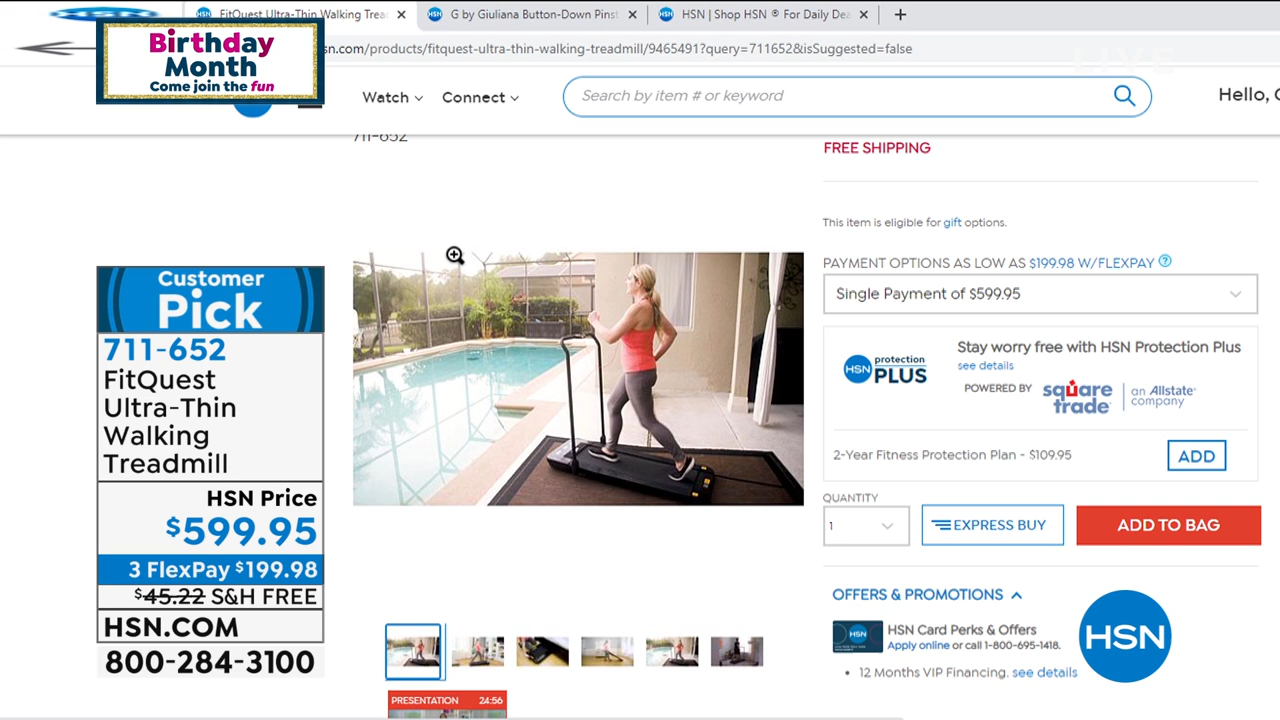 FitQuest Ultra-Thin Walking Trea
G by Giuliana Button-Down Pinst
HSN | Shop HSN ® For Daily Dea
sn.com/products/fitquest-ultra-thin-walking-treadmill/9465491?query=711652&isSuggested=false
LIVE
Birthday
Month
Come join the fun
Watch
Connect
Search by item # or keyword
Hello,
711-652
FREE SHIPPING
This item is eligible for gift options.
PAYMENT OPTIONS AS LOW AS $199.98 W/FLEXPAY ?
Single Payment of $599.95
HSN protection PLUS
Stay worry free with HSN Protection Plus
see details
POWERED BY square trade | an Allstate company
2-Year Fitness Protection Plan - $109.95
ADD
QUANTITY
1
EXPRESS BUY
ADD TO BAG
OFFERS & PROMOTIONS
HSN
HSN Card Perks & Offers
Apply online or call 1-800-695-1418.
• 12 Months VIP Financing. see details
HSN
Customer
Pick
711-652
FitQuest
Ultra-Thin
Walking
Treadmill
HSN Price
$599.95
3 FlexPay $199.98
$45.22 S&H FREE
HSN.COM
800-284-3100
PRESENTATION 24:56